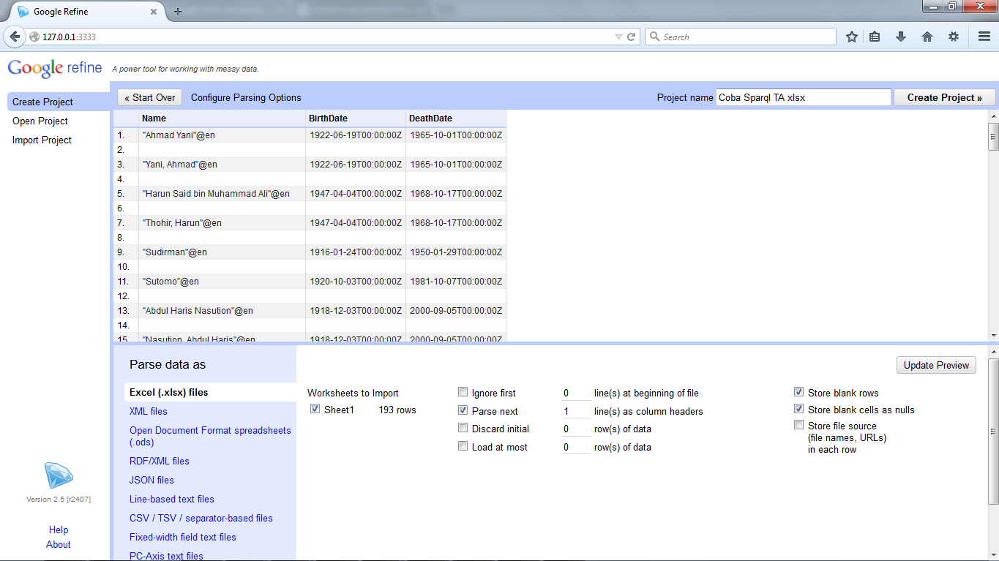 Google Refine
127.0.0.1:3333
Search
Google refine A power tool for working with messy data.
Create Project
Open Project
Import Project
« Start Over Configure Parsing Options Project name Coba Sparql TA xlsx Create Project »
Name BirthDate DeathDate
1. "Ahmad Yani"@en 1922-06-19T00:00:00Z 1965-10-01T00:00:00Z
2.
3. "Yani, Ahmad"@en 1922-06-19T00:00:00Z 1965-10-01T00:00:00Z
4.
5. "Harun Said bin Muhammad Ali"@en 1947-04-04T00:00:00Z 1968-10-17T00:00:00Z
6.
7. "Thohir, Harun"@en 1947-04-04T00:00:00Z 1968-10-17T00:00:00Z
8.
9. "Sudirman"@en 1916-01-24T00:00:00Z 1950-01-29T00:00:00Z
10.
11. "Sutomo"@en 1920-10-03T00:00:00Z 1981-10-07T00:00:00Z
12.
13. "Abdul Haris Nasution"@en 1918-12-03T00:00:00Z 2000-09-05T00:00:00Z
14.
15. "Nasution, Abdul Haris"@en 1918-12-03T00:00:00Z 2000-09-05T00:00:00Z
Parse data as
Excel (.xlsx) files
XML files
Open Document Format spreadsheets
(.ods)
RDF/XML files
JSON files
Line-based text files
CSV / TSV / separator-based files
Fixed-width field text files
PC-Axis text files
Update Preview
Worksheets to Import
Sheet1 193 rows
Ignore first 0 line(s) at beginning of file
Parse next 1 line(s) as column headers
Discard initial 0 row(s) of data
Load at most 0 row(s) of data
Store blank rows
Store blank cells as nulls
Store file source
(file names, URLs)
in each row
Version 2.5 [r2407]
Help
About